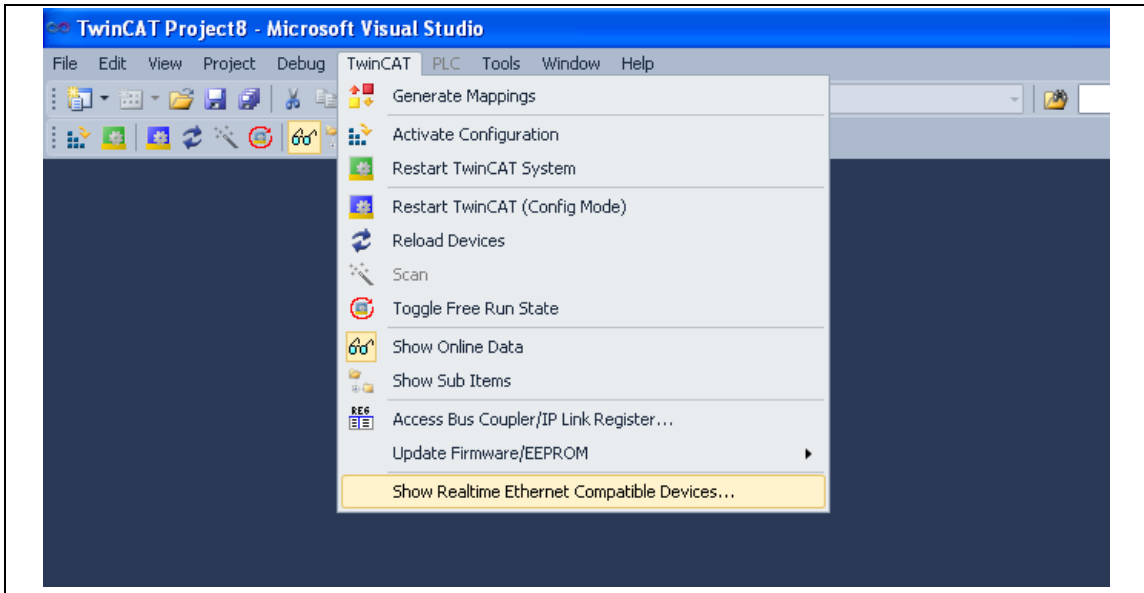 TwinCAT Project8 - Microsoft Visual Studio
File Edit View Project Debug TwinCAT PLC Tools Window Help
Generate Mappings
Activate Configuration
Restart TwinCAT System
Restart TwinCAT (Config Mode)
Reload Devices
Scan
Toggle Free Run State
Show Online Data
Show Sub Items
REG
Access Bus Coupler/IP Link Register...
Update Firmware/EEPROM
Show Realtime Ethernet Compatible Devices...